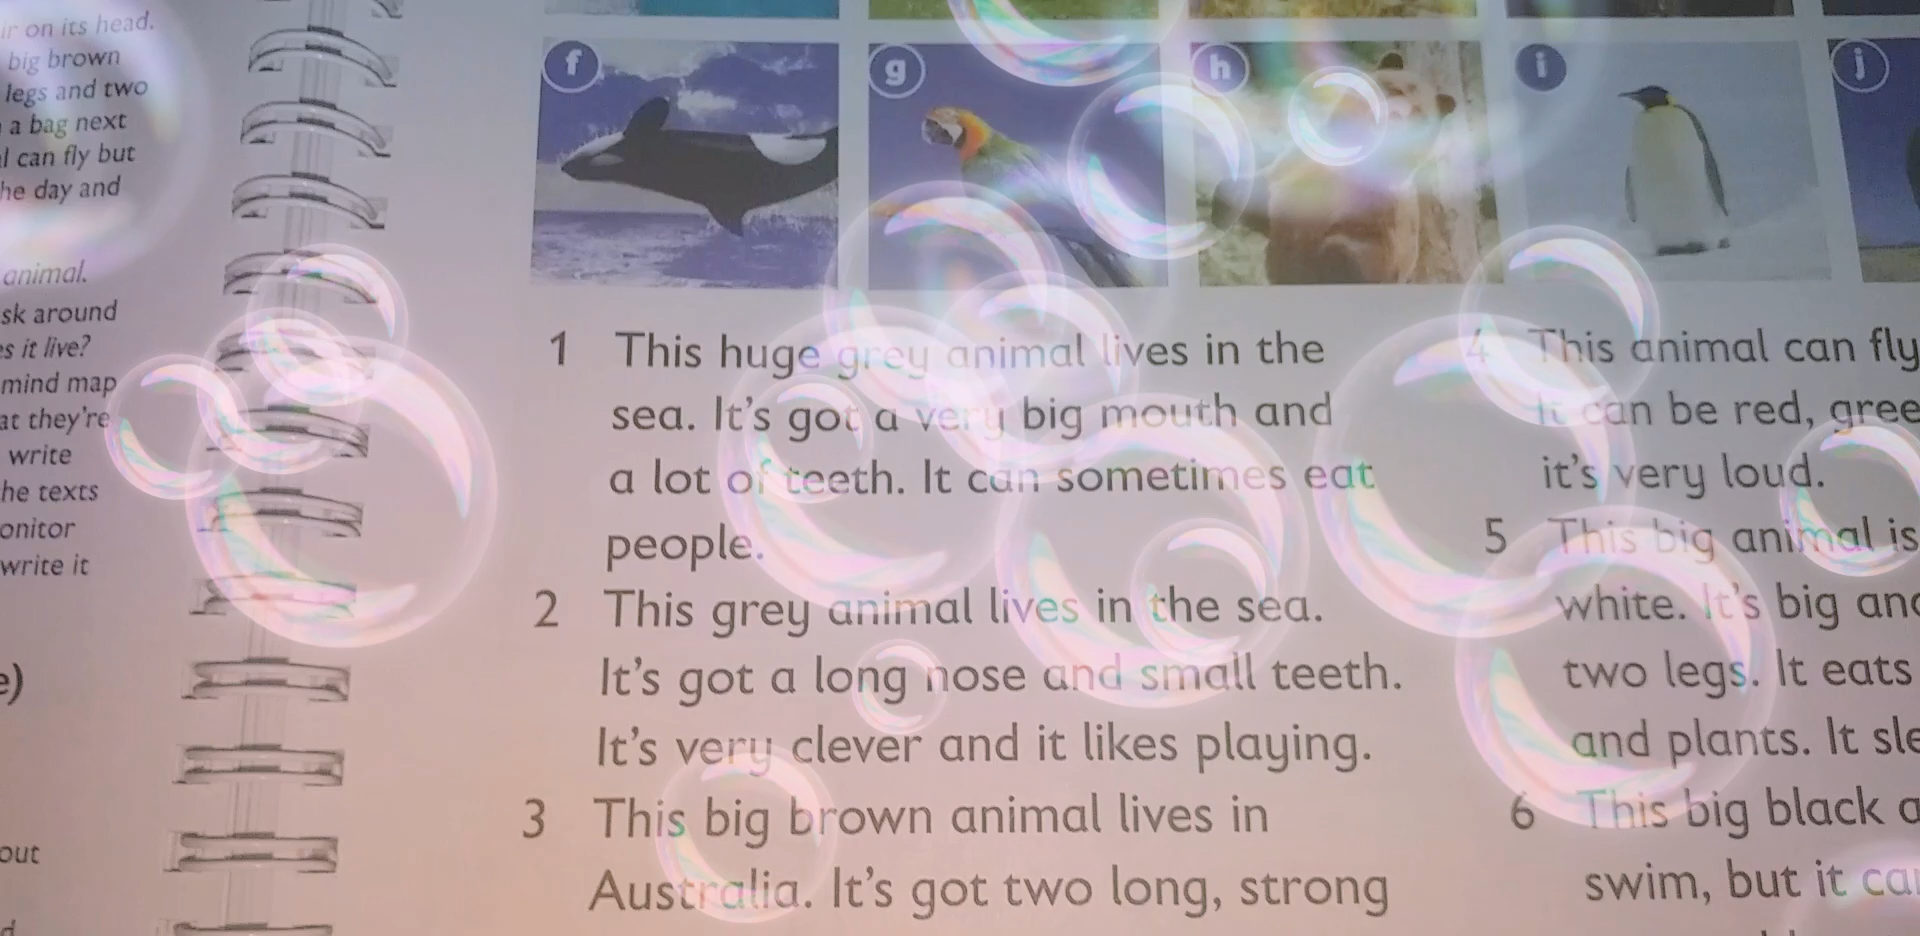 ir on its head.
big brown
legs and two
a bag next
l can fly but
he day and
animal.
sk around
es it live?
mind map
at they're
write
he texts
onitor
write it
e)
out
d
f
g
h
i
j
1 This huge grey animal lives in the
sea. It's got a very big mouth and
a lot of teeth. It can sometimes eat
people.
2 This grey animal lives in the sea.
It's got a long nose and small teeth.
It's very clever and it likes playing.
3 This big brown animal lives in
Australia. It's got two long, strong
4 This animal can fly
It can be red, gree
it's very loud.
5 This big animal is
white. It's big and
two legs. It eats
and plants. It sle
6 This big black a
swim, but it can